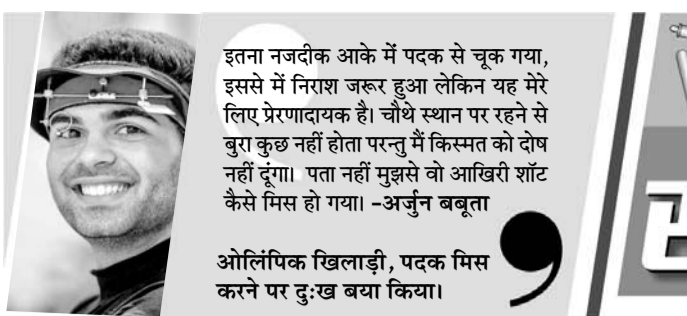 इतना नजदीक आके में पदक से चूक गया,
इससे में निराश जरूर हुआ लेकिन यह मेरे
लिए प्रेरणादायक है। चौथे स्थान पर रहने से
बुरा कुछ नहीं होता परन्तु मैं किस्मत को दोष
नहीं दूंगा। पता नहीं मुझसे वो आखिरी शॉट
कैसे मिस हो गया। -अर्जुन बबूता
ओलिंपिक खिलाड़ी, पदक मिस
करने पर दुःख बया किया।